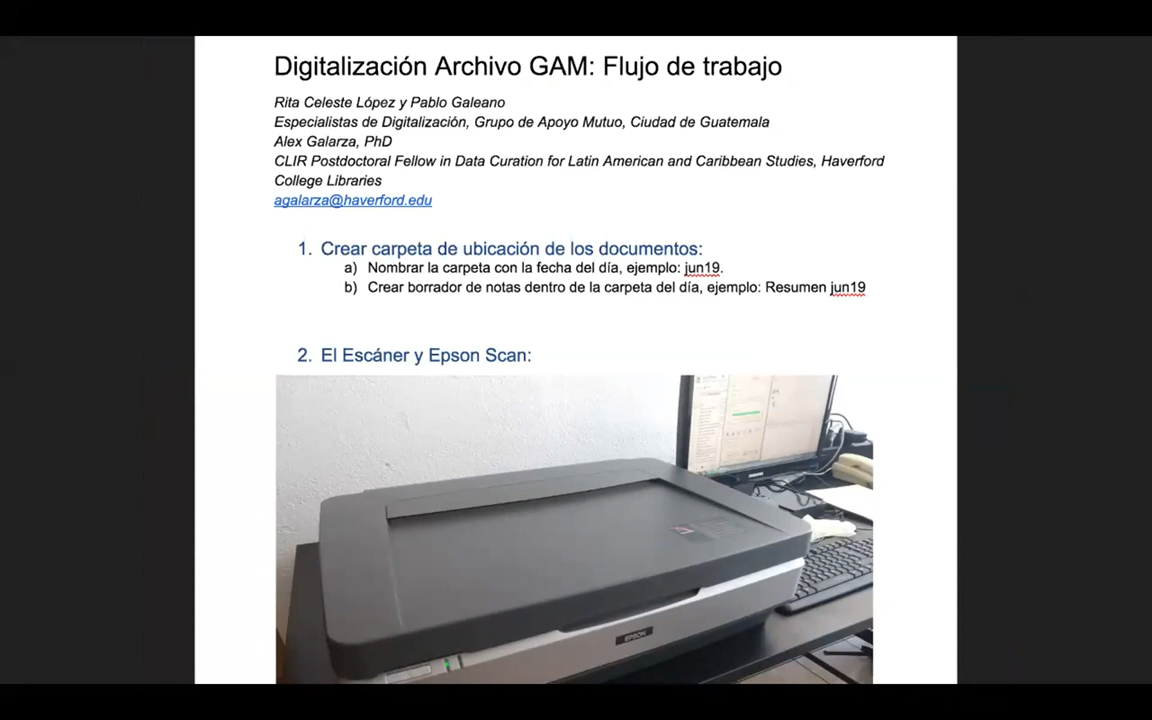 Digitalización Archivo GAM: Flujo de trabajo
Rita Celeste López y Pablo Galeano
Especialistas de Digitalización, Grupo de Apoyo Mutuo, Ciudad de Guatemala
Alex Galarza, PhD
CLIR Postdoctoral Fellow in Data Curation for Latin American and Caribbean Studies, Haverford
College Libraries
agalarza@haverford.edu
1. Crear carpeta de ubicación de los documentos:
a) Nombrar la carpeta con la fecha del día, ejemplo: jun19.
b) Crear borrador de notas dentro de la carpeta del día, ejemplo: Resumen jun19
2. El Escáner y Epson Scan:
SAMSUNG
EPSON